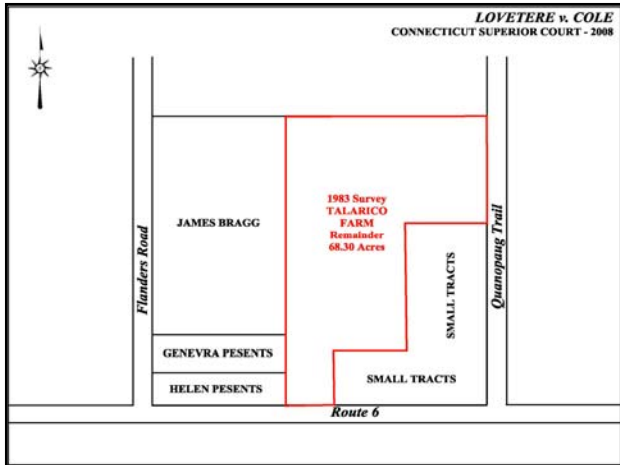 LOVETERE v. COLE
CONNECTICUT SUPERIOR COURT - 2008
1983 Survey
TALARICO
FARM
Remainder
68.30 Acres
JAMES BRAGG
Flanders Road
Quanopaug Trail
SMALL TRACTS
GENEVRA PESENTS
HELEN PESENTS
SMALL TRACTS
Route 6